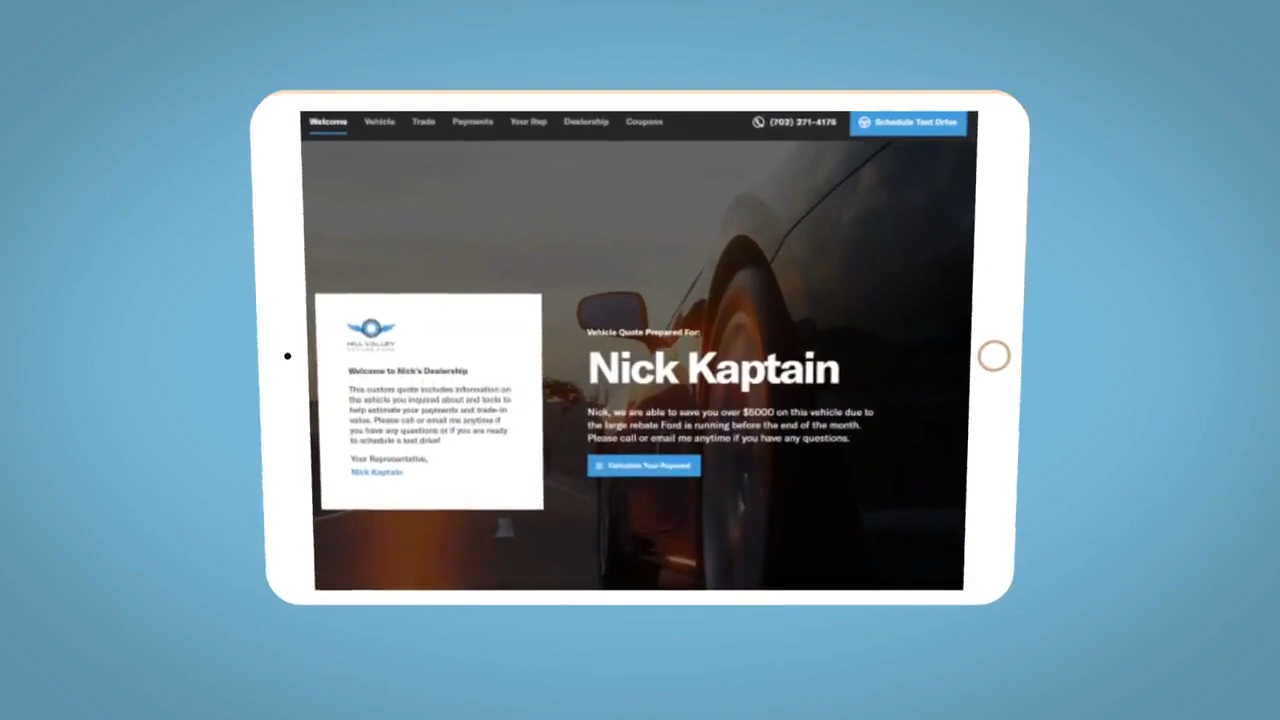 Welcome Vehicle Trade Payments Your Rep Dealership Coupons (702) 271-4175 Schedule Test Drive
HILL VALLEY
Welcome to Nick's Dealership
This custom quote includes information on
the vehicle you inquired about and tools to
help estimate your payments and trade-in
value. Please call or email me anytime if
you have any questions or if you are ready
to schedule a test drive!
Your Representative,
Nick Kaptain
Vehicle Quote Prepared For:
Nick Kaptain
Nick, we are able to save you over $5000 on this vehicle due to
the large rebate Ford is running before the end of the month.
Please call or email me anytime if you have any questions.
Calculate Your Payment